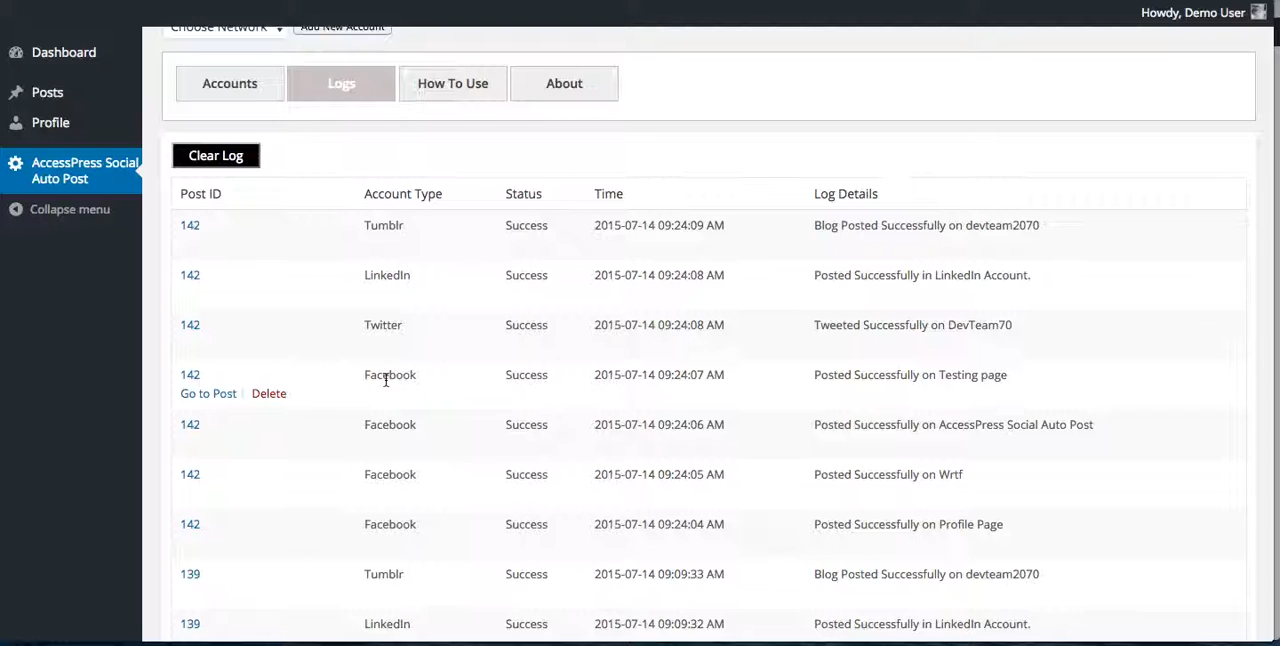 Howdy, Demo User
Choose Network
Add New Account
Dashboard
Posts
Profile
AccessPress Social
Auto Post
Collapse menu
Accounts
Logs
How To Use
About
Clear Log
Post ID Account Type Status Time Log Details
142 Tumblr Success 2015-07-14 09:24:09 AM Blog Posted Successfully on devteam2070
142 LinkedIn Success 2015-07-14 09:24:08 AM Posted Successfully in LinkedIn Account.
142 Twitter Success 2015-07-14 09:24:08 AM Tweeted Successfully on DevTeam70
142 Facebook Success 2015-07-14 09:24:07 AM Posted Successfully on Testing page
Go to Post | Delete
142 Facebook Success 2015-07-14 09:24:06 AM Posted Successfully on AccessPress Social Auto Post
142 Facebook Success 2015-07-14 09:24:05 AM Posted Successfully on Wrtf
142 Facebook Success 2015-07-14 09:24:04 AM Posted Successfully on Profile Page
139 Tumblr Success 2015-07-14 09:09:33 AM Blog Posted Successfully on devteam2070
139 LinkedIn Success 2015-07-14 09:09:32 AM Posted Successfully in LinkedIn Account.